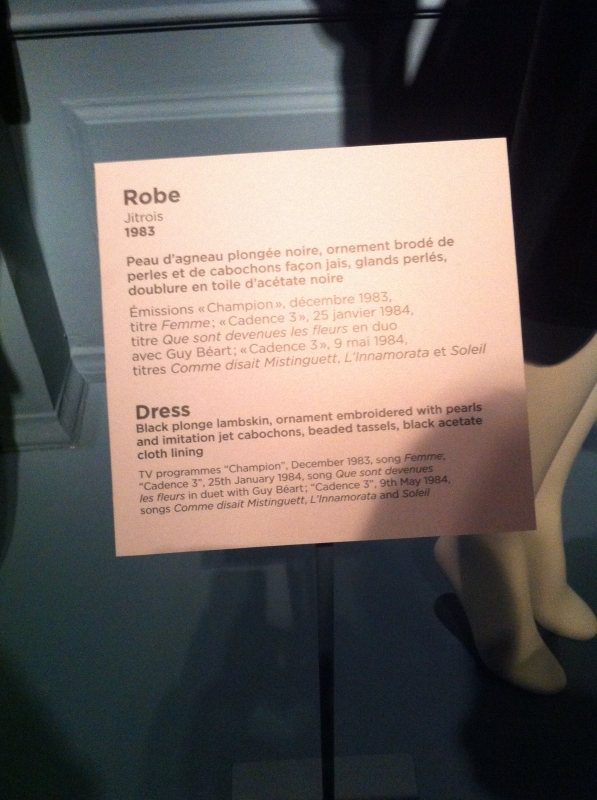 Robe
Jitrois
1983
Peau d'agneau plongée noire, ornement brodé de
perles et de cabochons façon jais, glands perlés,
doublure en toile d'acétate noire
Émissions «Champion», décembre 1983,
titre Femme; «Cadence 3», 25 janvier 1984,
titre Que sont devenues les fleurs en duo
avec Guy Béart; «Cadence 3», 9 mai 1984,
titres Comme disait Mistinguett, L'Innamorata et Soleil
Dress
Black plonge lambskin, ornament embroidered with pearls
and imitation jet cabochons, beaded tassels, black acetate
cloth lining
TV programmes "Champion", December 1983, song Femme;
"Cadence 3", 25th January 1984, song Que sont devenues
les fleurs in duet with Guy Béart; "Cadence 3", 9th May 1984,
songs Comme disait Mistinguett, L'Innamorata and Soleil